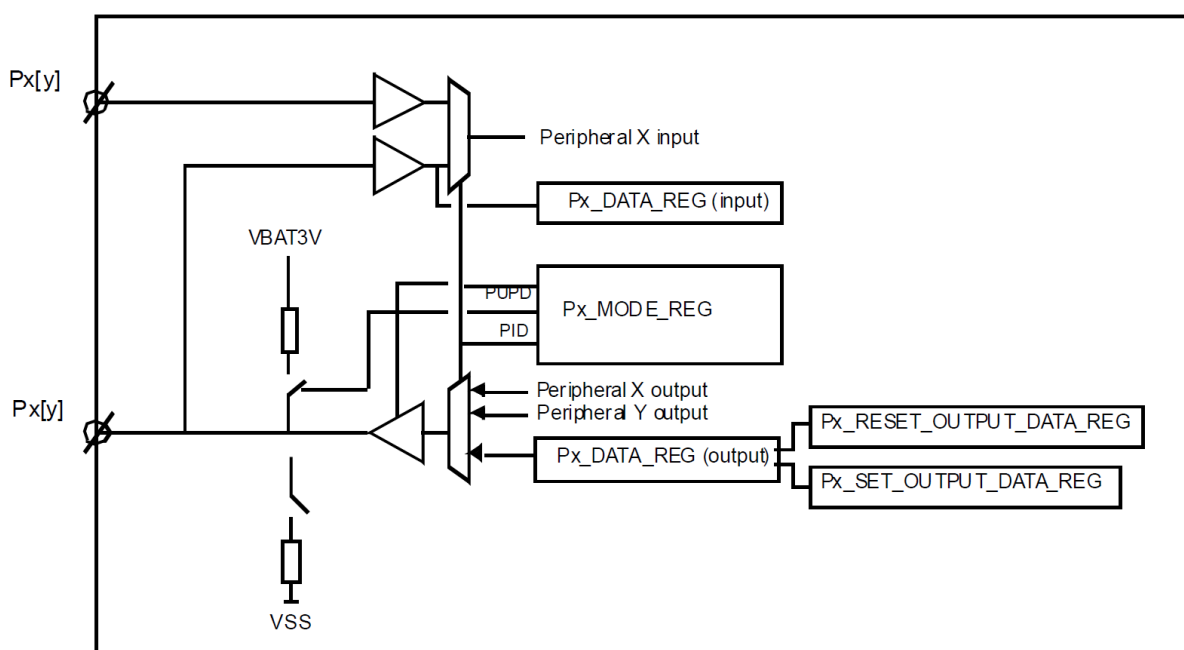 Px[y]
Peripheral X input
Px_DATA_REG (input)
VBAT3V
PUPD
Px_MODE_REG
PID
Peripheral X output
Px[y]
Peripheral Y output
Px_RESET_OUTPUT_DATA_REG
Px_DATA_REG (output)
Px_SET_OUTPUT_DATA_REG
VSS